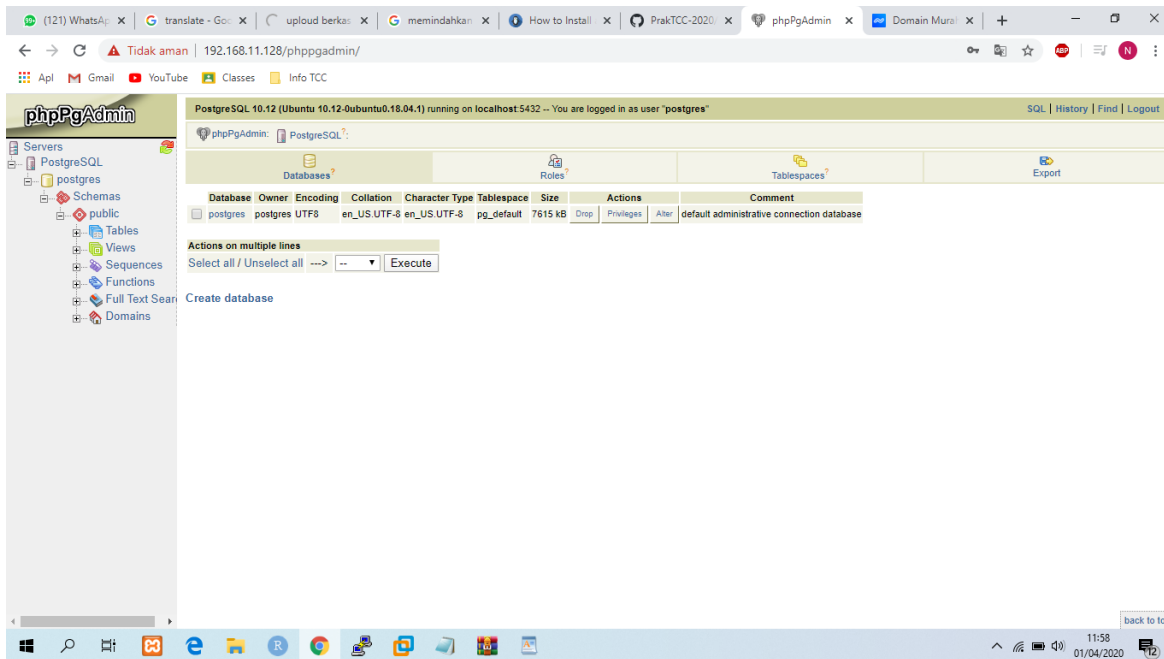 (121) WhatsAp
translate - Goo
uploud berkas
memindahkan
How to Install
PrakTCC-2020/
phpPgAdmin
Domain Murah
Tidak aman | 192.168.11.128/phppgadmin/
Apl Gmail YouTube Classes Info TCC
phpPgAdmin
Servers
PostgreSQL
postgres
Schemas
public
Tables
Views
Sequences
Functions
Full Text Sear
Domains
PostgreSQL 10.12 (Ubuntu 10.12-0ubuntu0.18.04.1) running on localhost:5432 -- You are logged in as user "postgres"
SQL | History | Find | Logout
phpPgAdmin: PostgreSQL?:
Databases? Roles? Tablespaces? Export
Database Owner Encoding Collation Character Type Tablespace Size Actions Comment
postgres postgres UTF8 en_US.UTF-8 en_US.UTF-8 pg_default 7615 kB Drop Privileges Alter default administrative connection database
Actions on multiple lines
Select all / Unselect all ---> -- Execute
Create database
back to to
11:58
01/04/2020